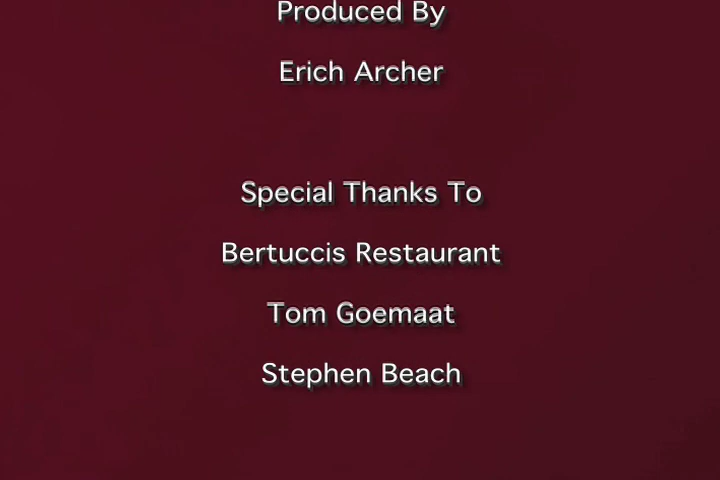 Produced By
Erich Archer
Special Thanks To
Bertuccis Restaurant
Tom Goemaat
Stephen Beach